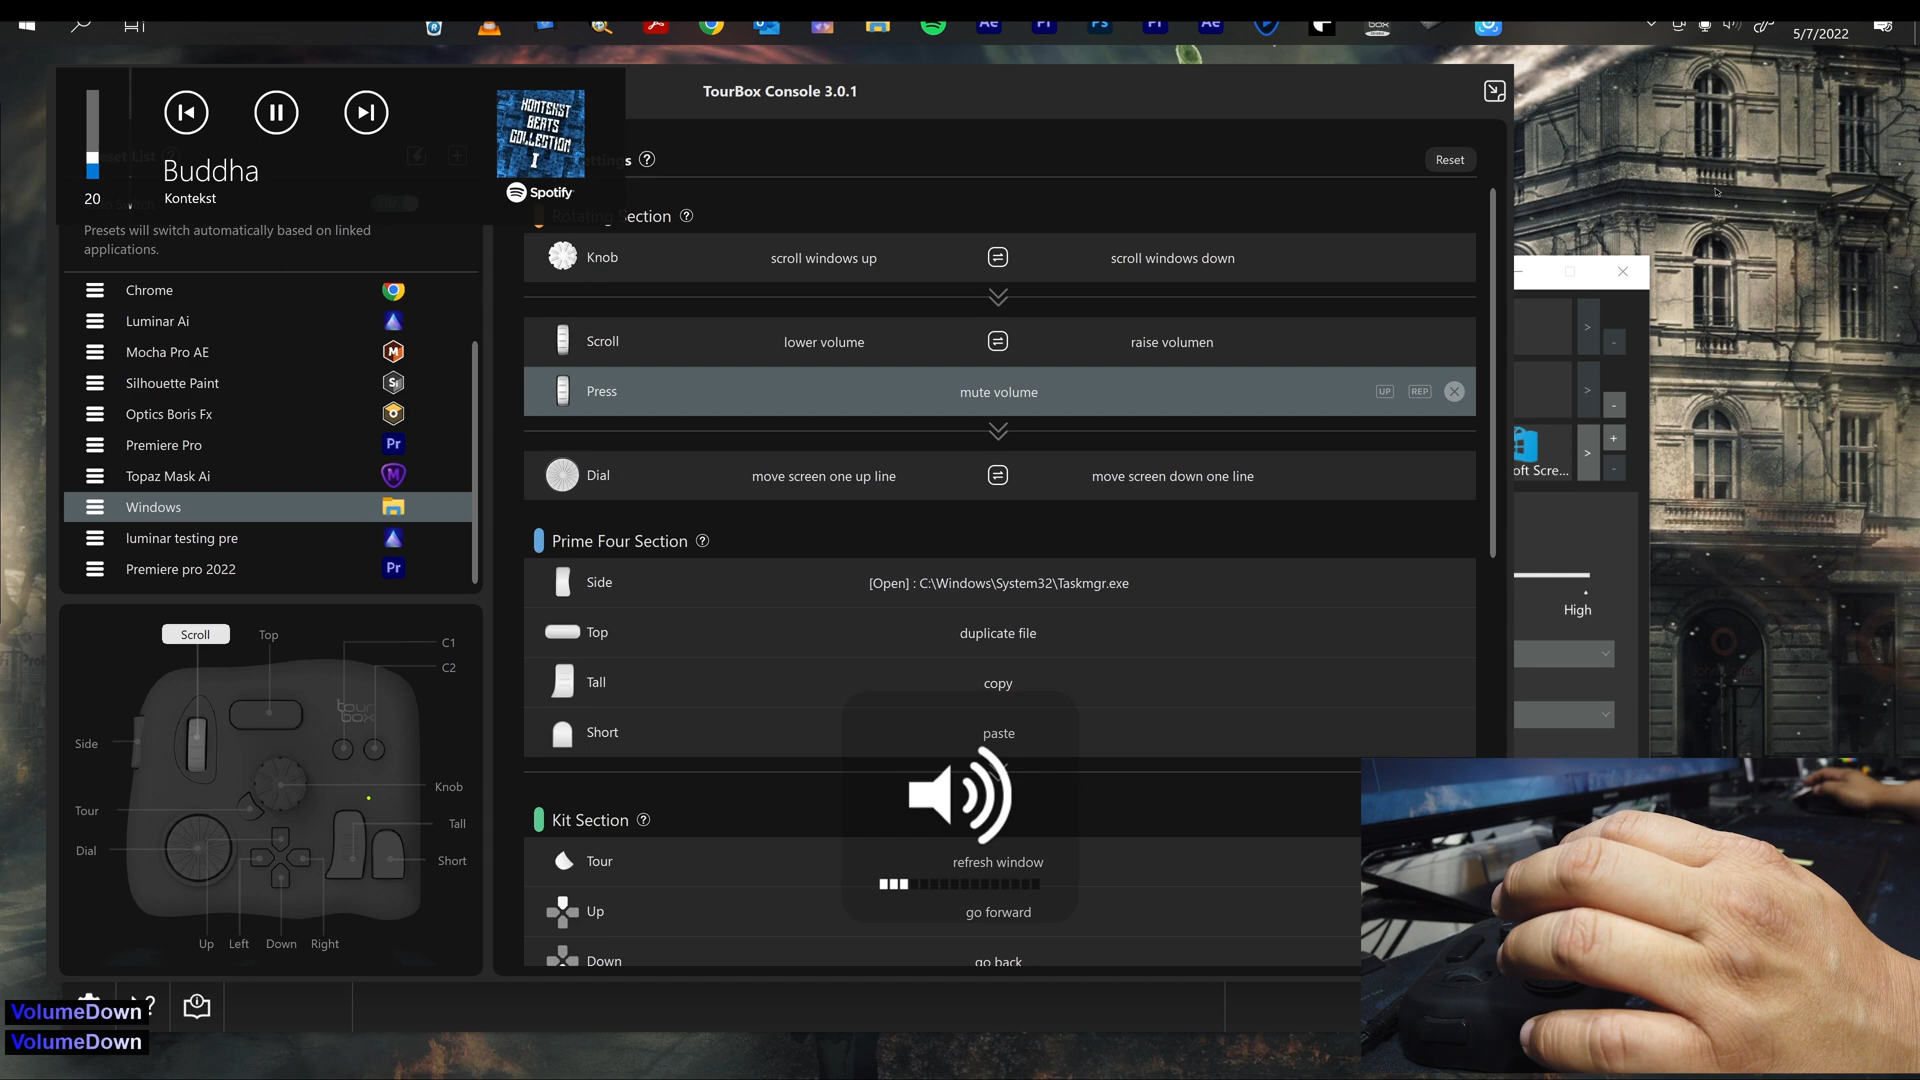 5/7/2022
TourBox Console 3.0.1
20
Buddha
Kontekst
KONTEKST
BEATS
COLLECTION
I
Spotify
Presets will switch automatically based on linked
applications.
Chrome
Luminar Ai
Mocha Pro AE
Silhouette Paint
Optics Boris Fx
Premiere Pro
Topaz Mask Ai
Windows
luminar testing pre
Premiere pro 2022
Scroll
Top
C1
C2
tour
box
Side
Knob
Tour
Tall
Dial
Short
Up
Left
Down
Right
Reset
Rotating Section
Knob
scroll windows up
scroll windows down
Scroll
lower volume
raise volumen
Press
mute volume
UP
REP
Dial
move screen one up line
move screen down one line
Prime Four Section
Side
[Open] : C:\Windows\System32\Taskmgr.exe
Top
duplicate file
Tall
copy
Short
paste
Kit Section
Tour
refresh window
Up
go forward
Down
go back
oft Scre...
High
VolumeDown
VolumeDown